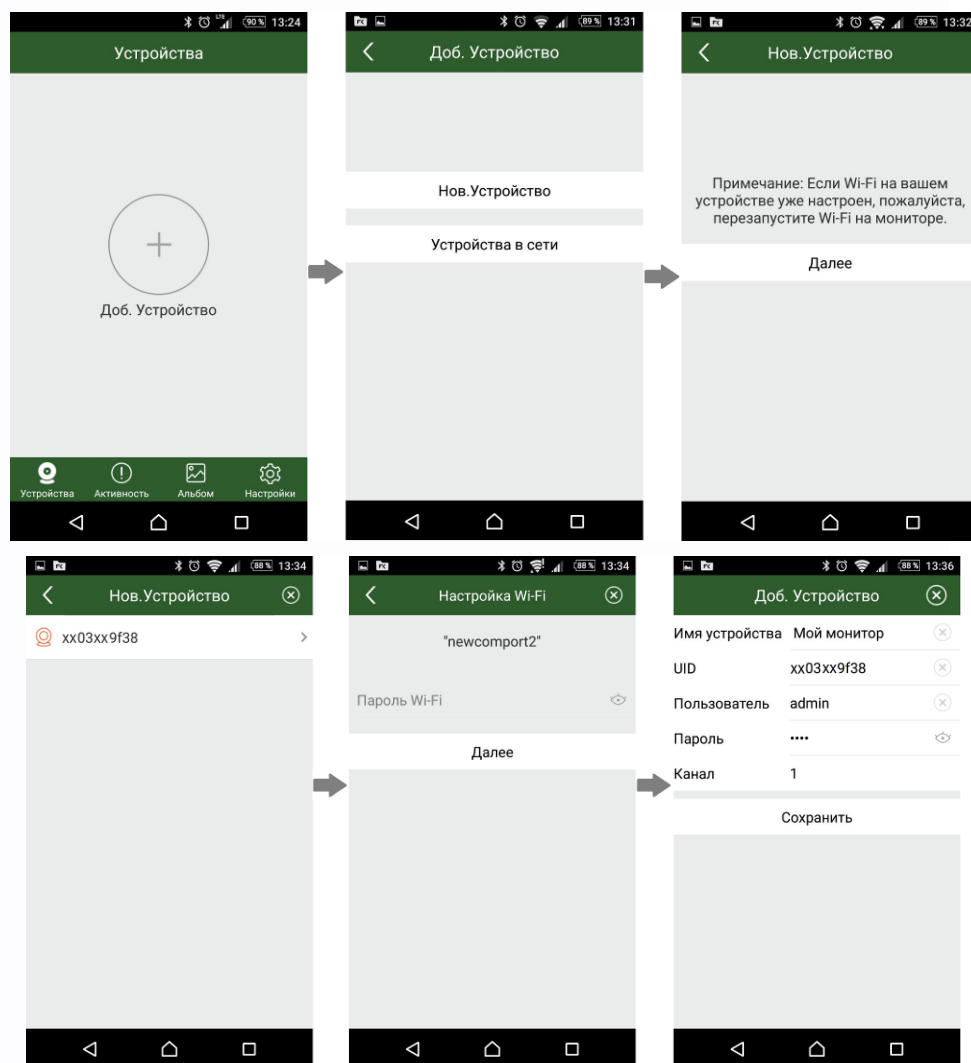 LTE 90% 13:24
Устройства
Доб. Устройство
Устройства Активность Альбом Настройки
89% 13:31
Доб. Устройство
Нов.Устройство
Устройства в сети
89% 13:32
Нов.Устройство
Примечание: Если Wi-Fi на вашем
устройстве уже настроен, пожалуйста,
перезапустите Wi-Fi на мониторе.
Далее
88% 13:34
Нов.Устройство
xx03xx9f38
88% 13:34
Настройка Wi-Fi
"newcomport2"
Пароль Wi-Fi
Далее
88% 13:36
Доб. Устройство
Имя устройства Мой монитор
UID xx03xx9f38
Пользователь admin
Пароль ••••
Канал 1
Сохранить